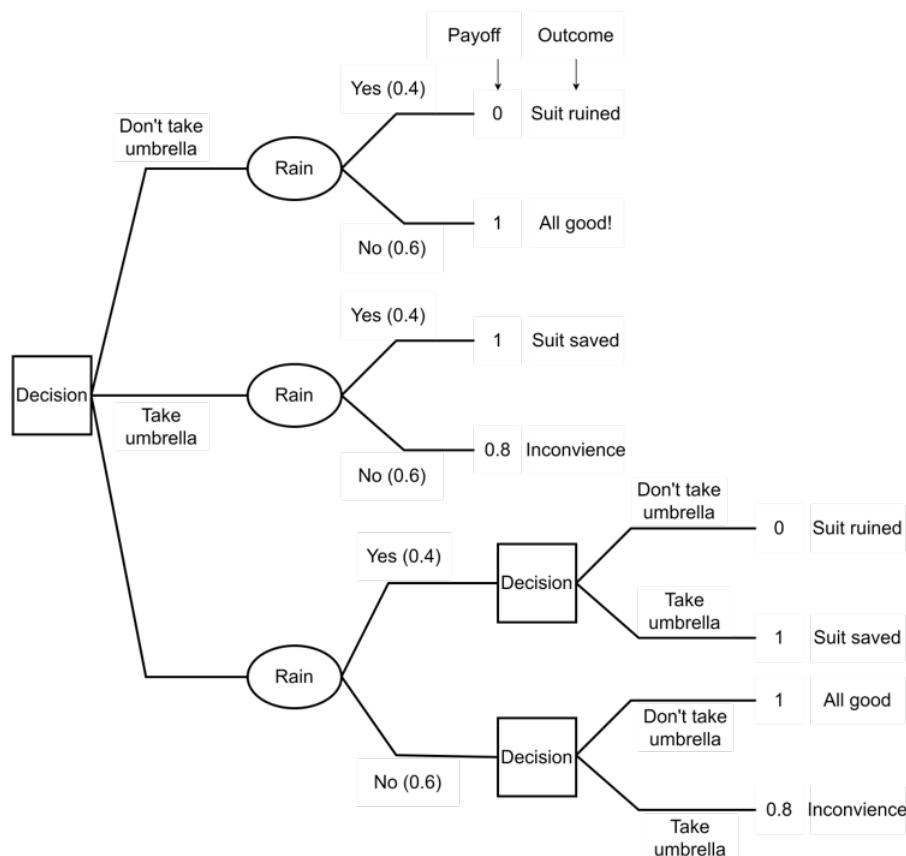 Payoff
Outcome
Yes (0.4)
0
Suit ruined
Don't take
umbrella
Rain
1
All good!
No (0.6)
Yes (0.4)
1
Suit saved
Decision
Rain
Take
umbrella
0.8
Inconvience
No (0.6)
Don't take
umbrella
0
Suit ruined
Yes (0.4)
Decision
Take
umbrella
1
Suit saved
Rain
1
All good
Don't take
umbrella
Decision
No (0.6)
0.8
Inconvience
Take
umbrella